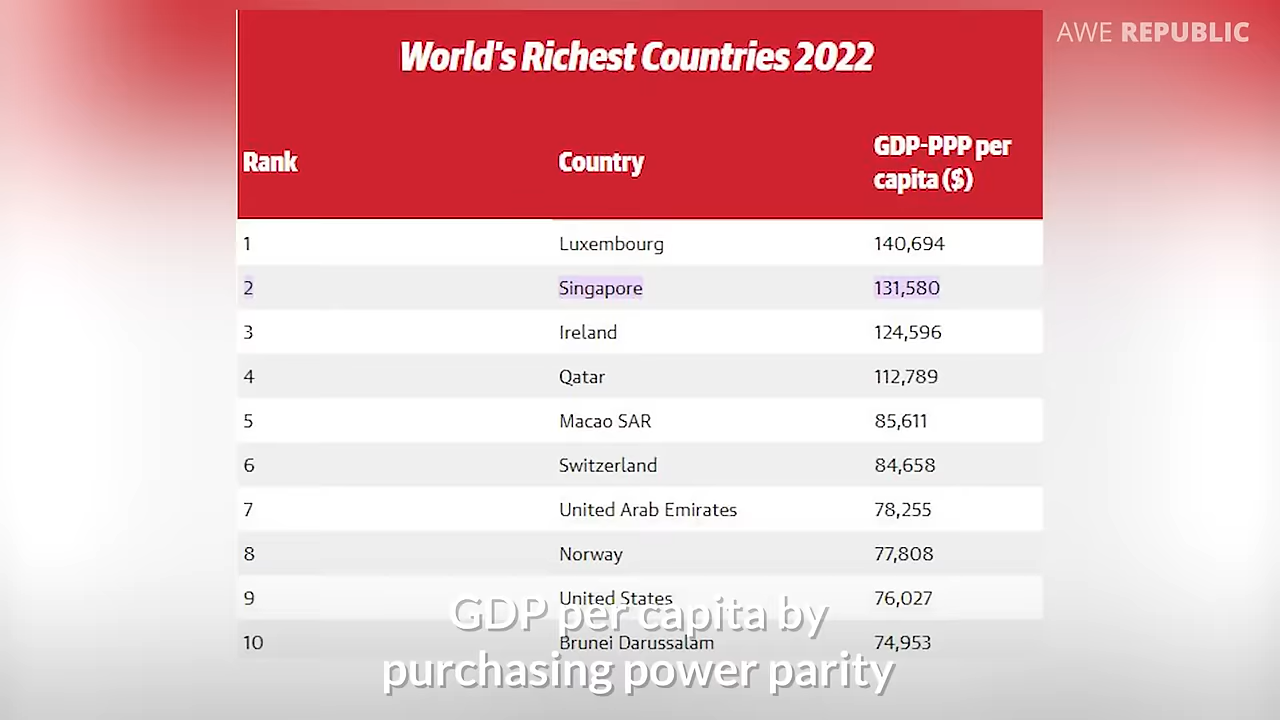 AWE REPUBLIC
World's Richest Countries 2022
Rank Country GDP-PPP per capita ($)
1 Luxembourg 140,694
2 Singapore 131,580
3 Ireland 124,596
4 Qatar 112,789
5 Macao SAR 85,611
6 Switzerland 84,658
7 United Arab Emirates 78,255
8 Norway 77,808
9 United States 76,027
10 Brunei Darussalam 74,953
GDP per capita by
purchasing power parity